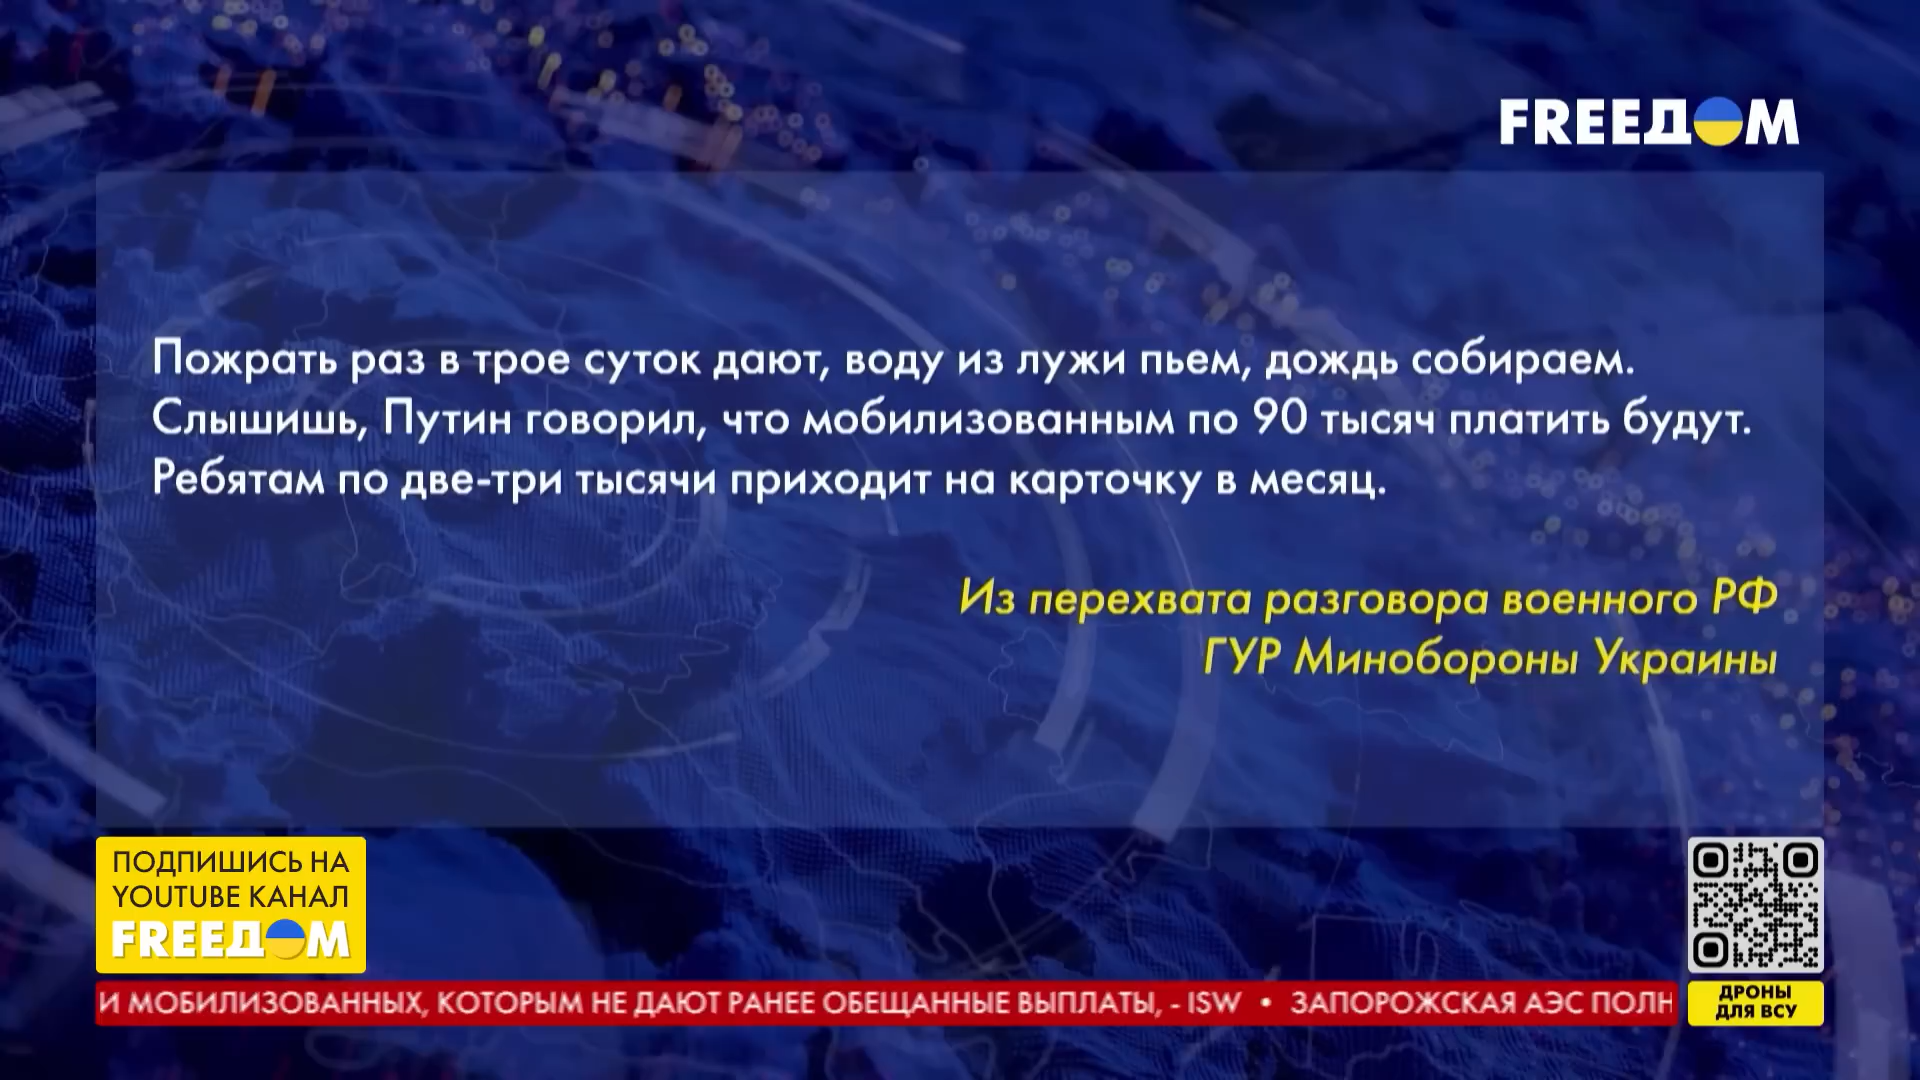 FREEДOM
Пожрать раз в трое суток дают, воду из лужи пьем, дождь собираем.
Слышишь, Путин говорил, что мобилизованным по 90 тысяч платить будут.
Ребятам по две-три тысячи приходит на карточку в месяц.
Из перехвата разговора военного РФ
ГУР Минобороны Украины
ПОДПИШИСЬ НА
YOUTUBE КАНАЛ
FREEДOM
И МОБИЛИЗОВАННЫХ, КОТОРЫМ НЕ ДАЮТ РАНЕЕ ОБЕЩАННЫЕ ВЫПЛАТЫ, - ISW • ЗАПОРОЖСКАЯ АЭС ПОЛН
ДРОНЫ
ДЛЯ ВСУ